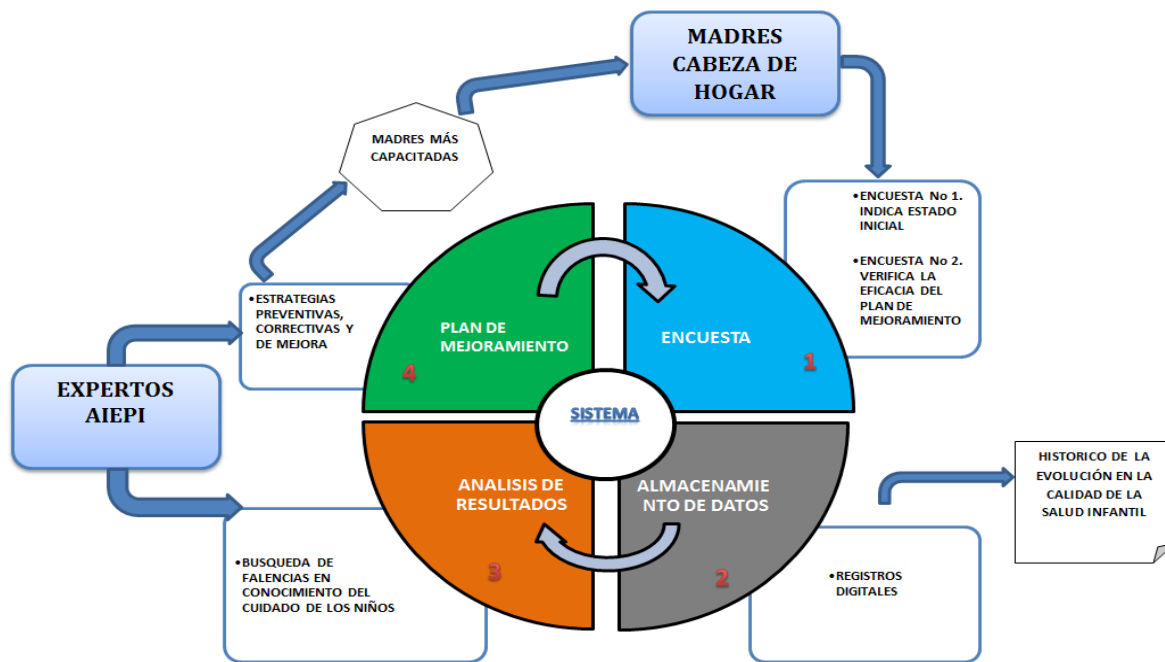 MADRES
CABEZA DE
HOGAR
MADRES MÁS
CAPACITADAS
•ENCUESTA No 1.
INDICA ESTADO
INICIAL
•ENCUESTA No 2.
VERIFICA LA
EFICACIA DEL
PLAN DE
MEJORAMIENTO
•ESTRATEGIAS
PREVENTIVAS,
CORRECTIVAS Y
DE MEJORA
PLAN DE
MEJORAMIENTO
4
ENCUESTA
1
EXPERTOS
AIEPI
SISTEMA
ANALISIS DE
RESULTADOS
3
ALMACENAMIE
NTO DE DATOS
2
HISTORICO DE LA
EVOLUCIÓN EN LA
CALIDAD DE LA
SALUD INFANTIL
•BUSQUEDA DE
FALENCIAS EN
CONOCIMIENTO DEL
CUIDADO DE LOS NIÑOS
•REGISTROS
DIGITALES